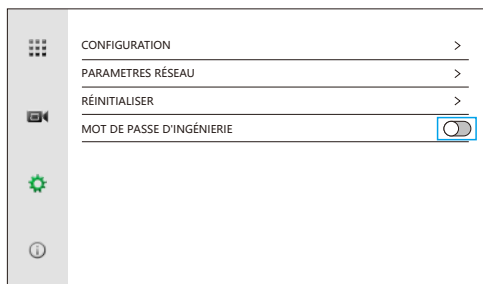 CONFIGURATION
PARAMETRES RÉSEAU
RÉINITIALISER
MOT DE PASSE D'INGÉNIERIE